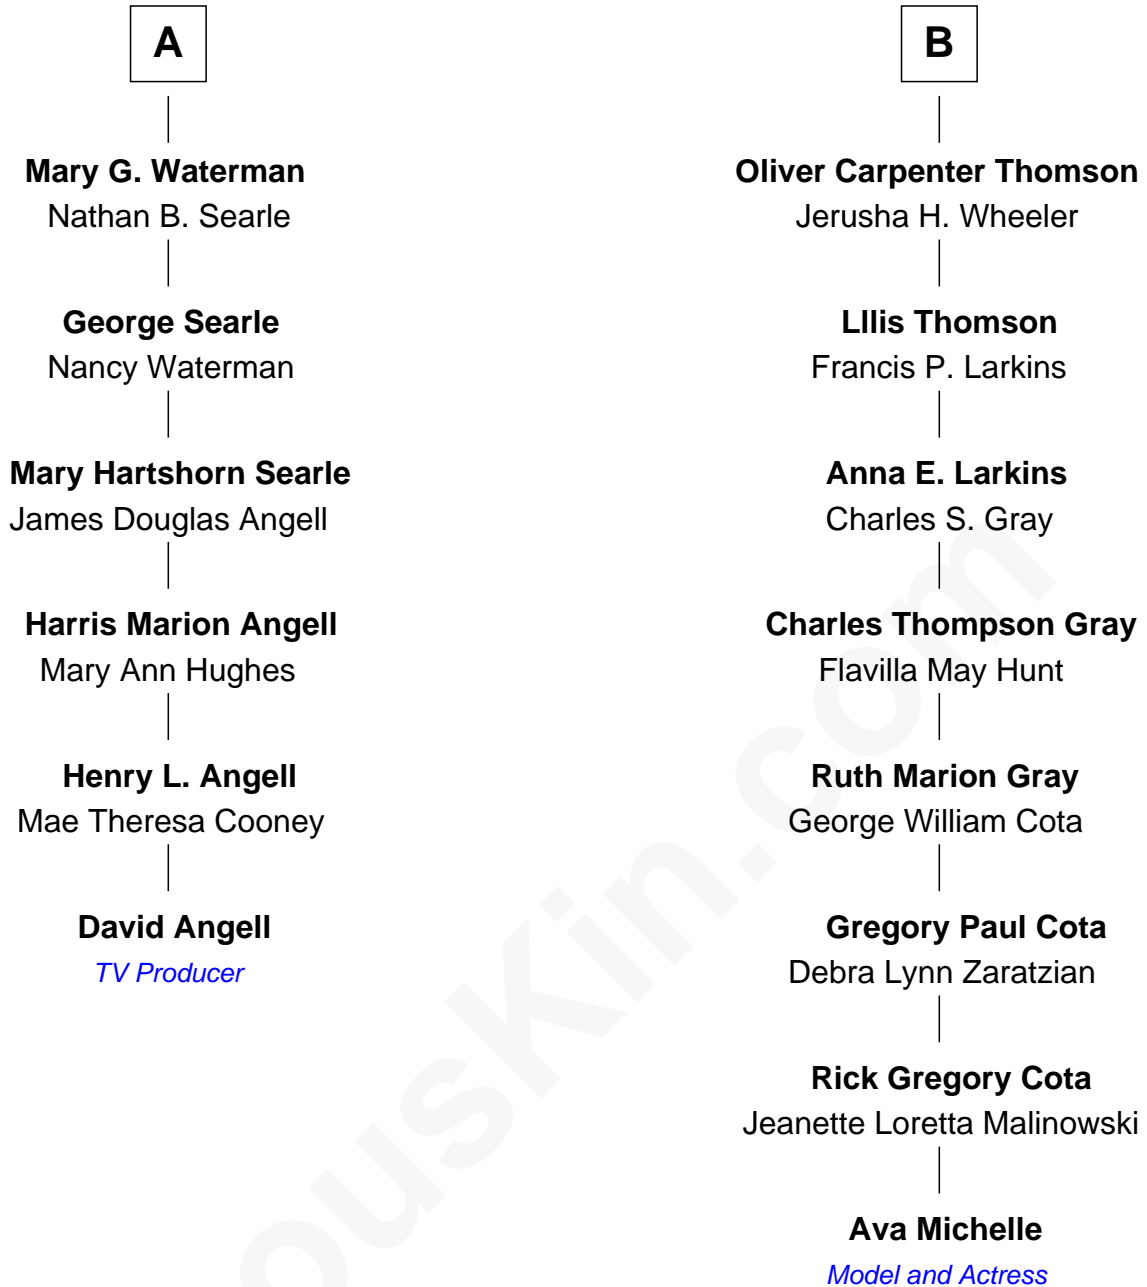 A
Mary G. Waterman
Nathan B. Searle
George Searle
Nancy Waterman
Mary Hartshorn Searle
James Douglas Angell
Harris Marion Angell
Mary Ann Hughes
Henry L. Angell
Mae Theresa Cooney
David Angell
TV Producer
B
Oliver Carpenter Thomson
Jerusha H. Wheeler
Lllis Thomson
Francis P. Larkins
Anna E. Larkins
Charles S. Gray
Charles Thompson Gray
Flavilla May Hunt
Ruth Marion Gray
George William Cota
Gregory Paul Cota
Debra Lynn Zaratzian
Rick Gregory Cota
Jeanette Loretta Malinowski
Ava Michelle
Model and Actress
ousKin.com